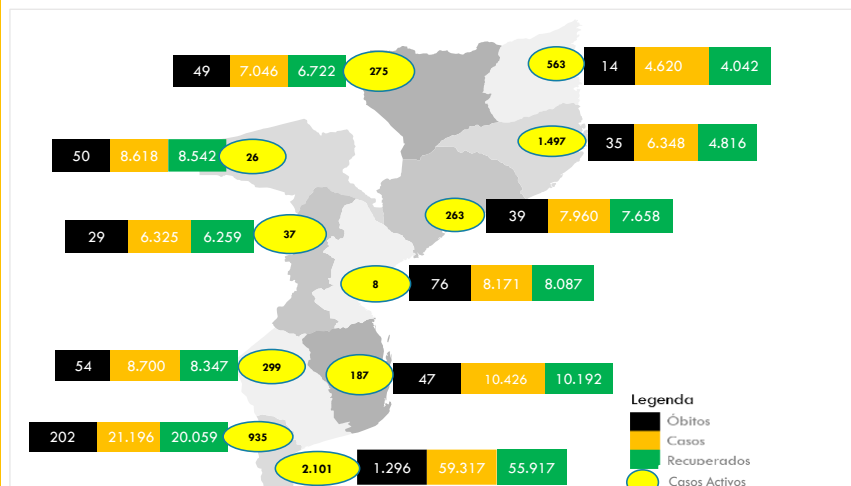 49 7.046 6.722 275
563 14 4.620 4.042
50 8.618 8.542 26
1.497 35 6.348 4.816
29 6.325 6.259 37
263 39 7.960 7.658
8 76 8.171 8.087
54 8.700 8.347 299
187 47 10.426 10.192
202 21.196 20.059 935
2.101 1.296 59.317 55.917
Legenda
Óbitos
Casos
Recuperados
Casos Activos